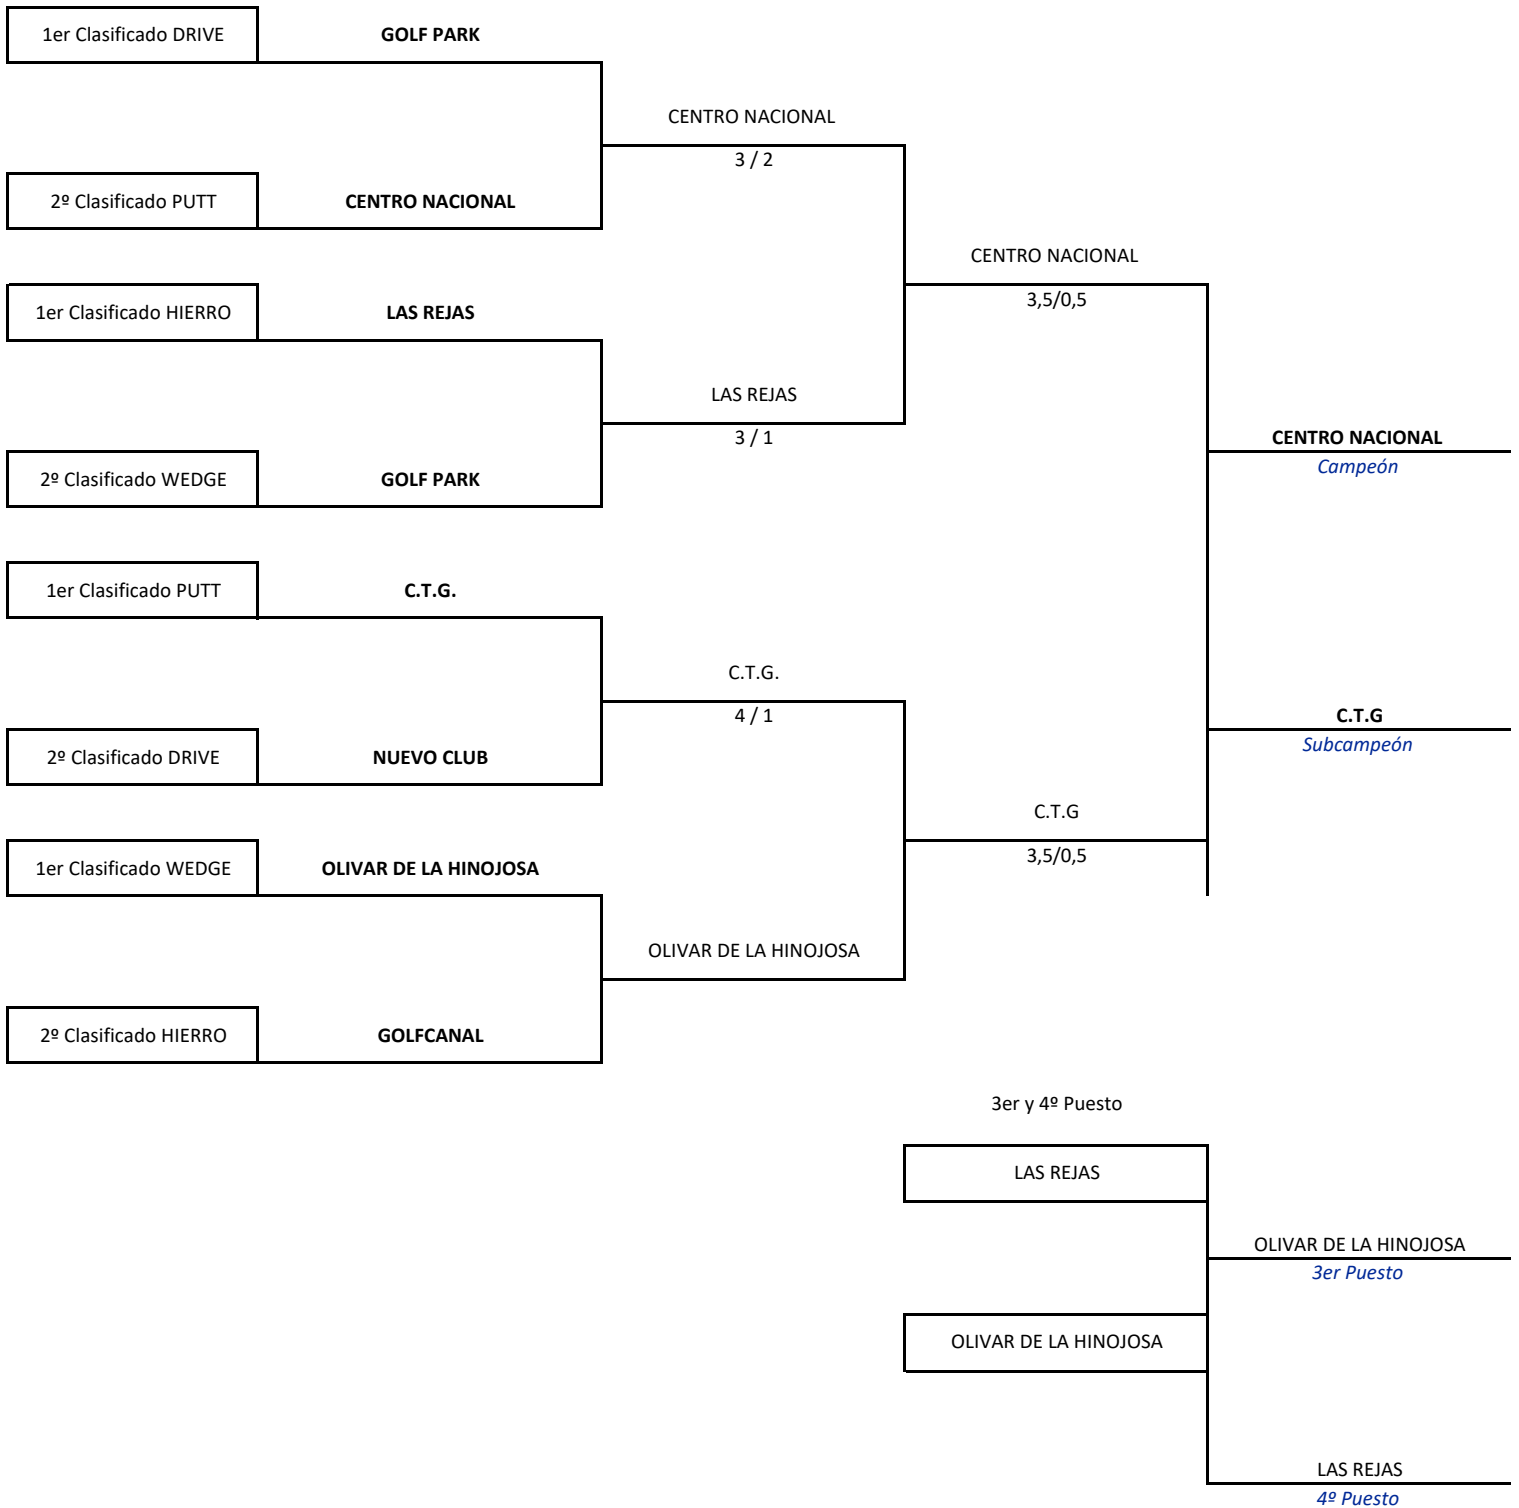 1er Clasificado DRIVE GOLF PARK
CENTRO NACIONAL
3 / 2
2º Clasificado PUTT CENTRO NACIONAL
CENTRO NACIONAL
3,5/0,5
1er Clasificado HIERRO LAS REJAS
LAS REJAS
3 / 1
CENTRO NACIONAL
Campeón
2º Clasificado WEDGE GOLF PARK
1er Clasificado PUTT C.T.G.
C.T.G.
4 / 1
C.T.G
Subcampeón
2º Clasificado DRIVE NUEVO CLUB
C.T.G
3,5/0,5
1er Clasificado WEDGE OLIVAR DE LA HINOJOSA
OLIVAR DE LA HINOJOSA
2º Clasificado HIERRO GOLFCANAL
3er y 4º Puesto
LAS REJAS
OLIVAR DE LA HINOJOSA
3er Puesto
OLIVAR DE LA HINOJOSA
LAS REJAS
4º Puesto